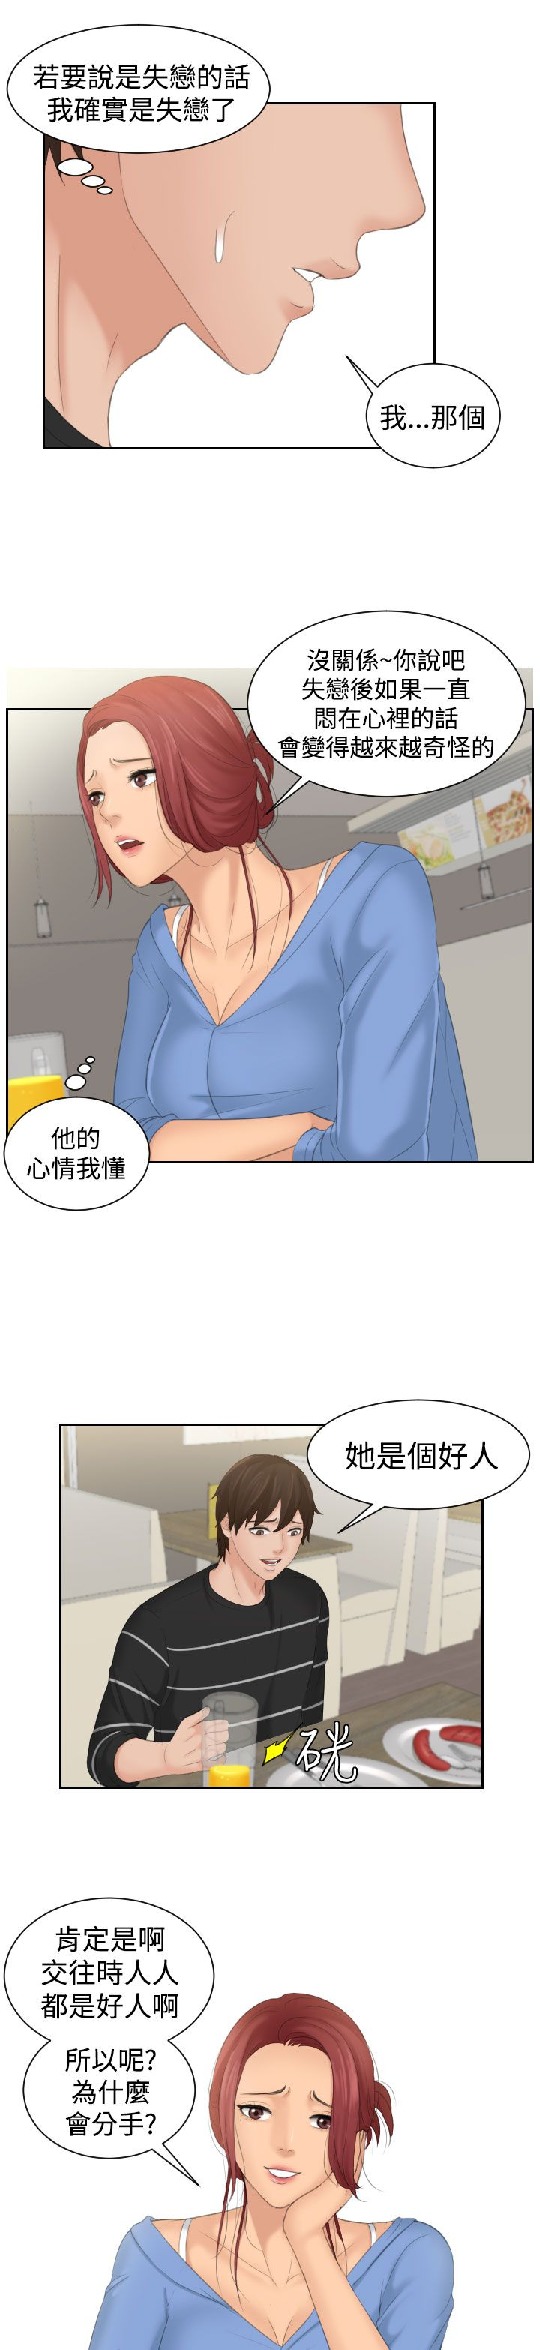 若要說是失戀的話
我確實是失戀了
我...那個
沒關係~你說吧
失戀後如果一直
悶在心裡的話
會變得越來越奇怪的
他的
心情我懂
她是個好人
硄
肯定是啊
交往時人人
都是好人啊
所以呢?
為什麼
會分手?